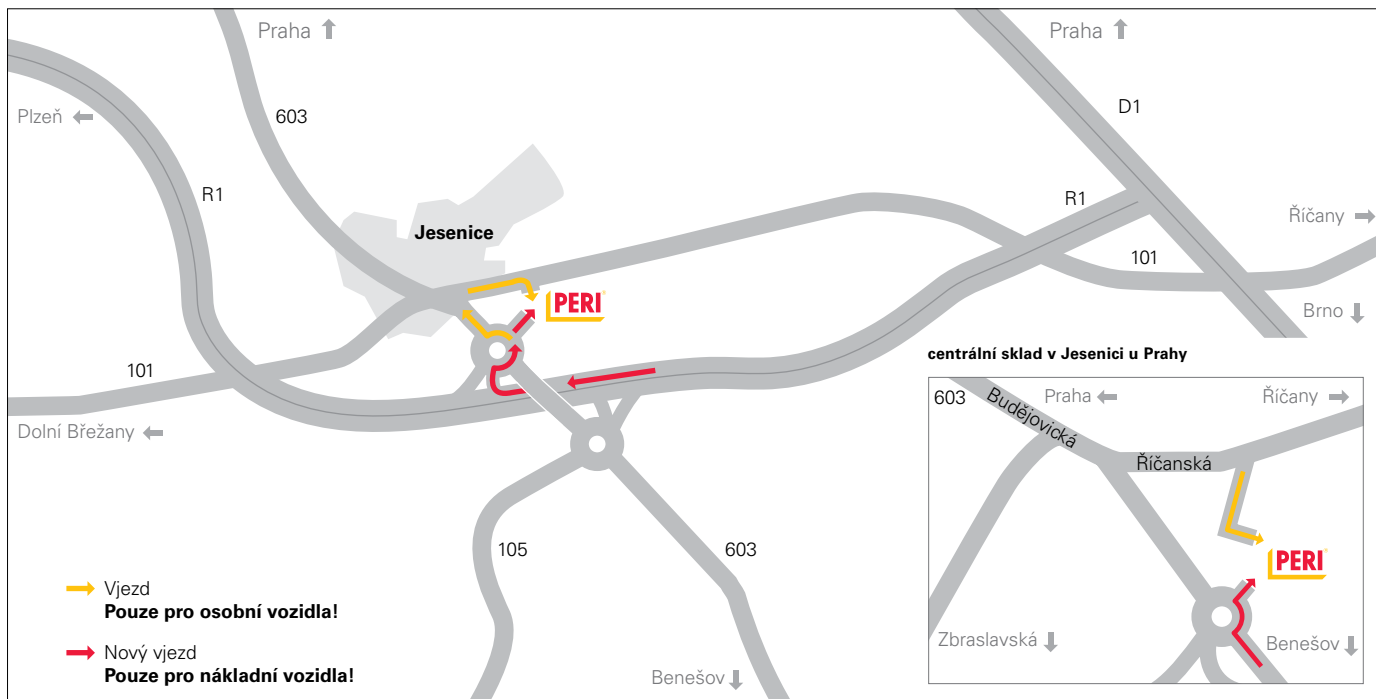 Praha
Praha
Plzeň
603
D1
R1
R1
Říčany
Jesenice
101
PERI
Brno
centrální sklad v Jesenici u Prahy
101
Dolní Břežany
603
Praha
Říčany
Budějovická
Říčanská
105
603
PERI
Vjezd
Pouze pro osobní vozidla!
Nový vjezd
Pouze pro nákladní vozidla!
Zbraslavská
Benešov
Benešov